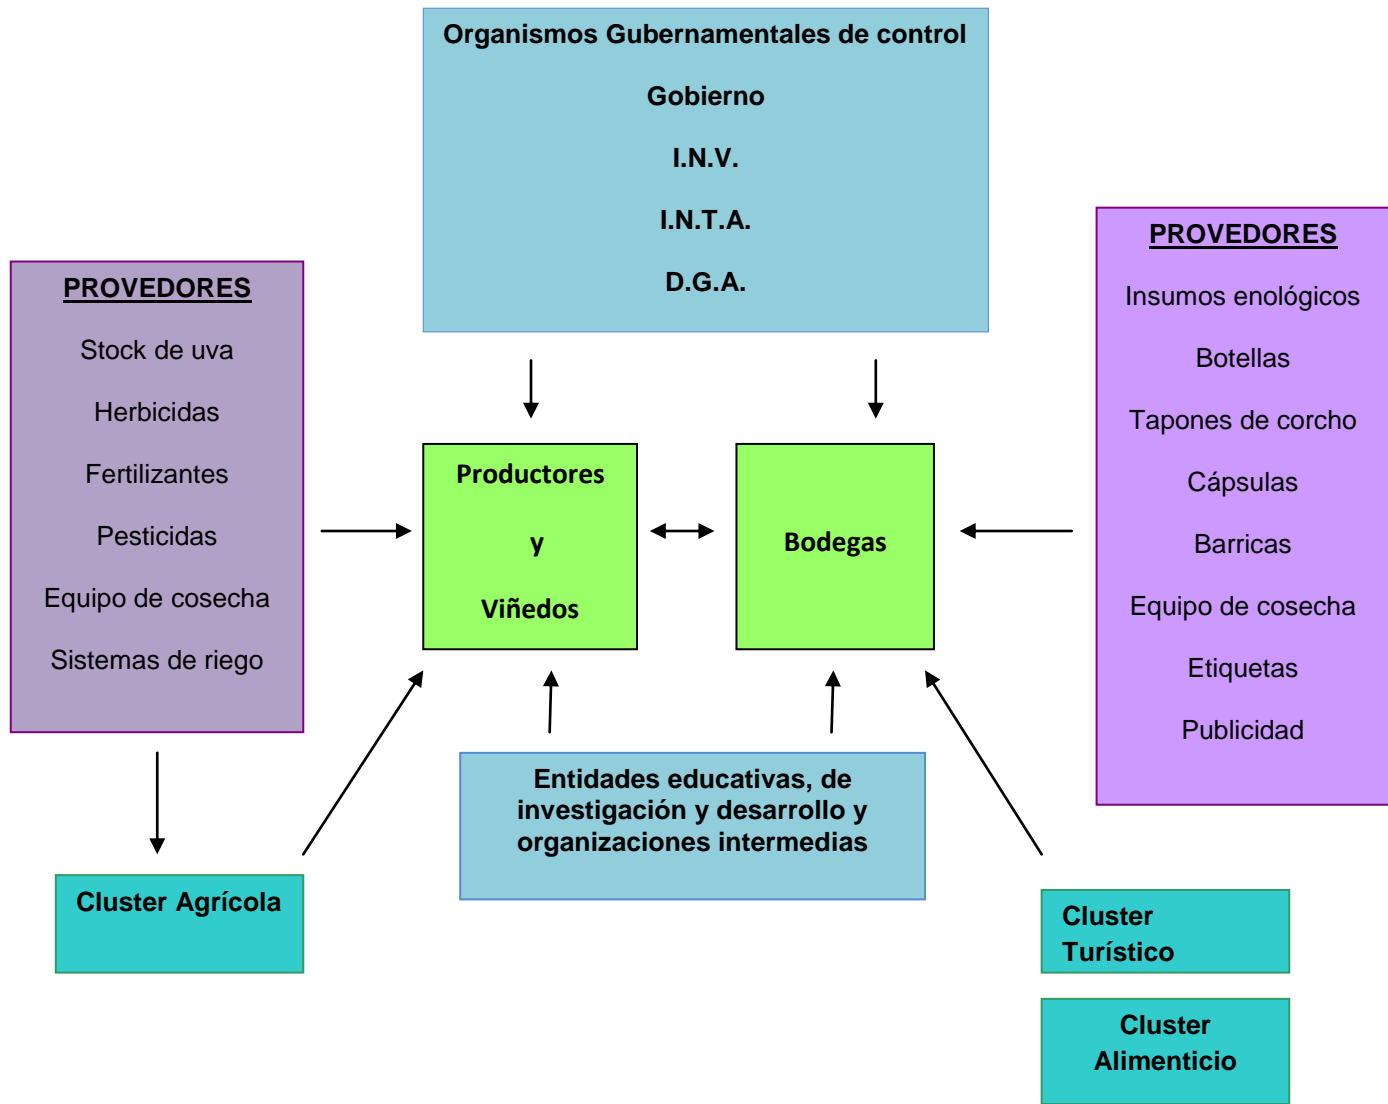 Organismos Gubernamentales de control
Gobierno
I.N.V.
I.N.T.A.
D.G.A.
PROVEDORES
Stock de uva
Herbicidas
Fertilizantes
Pesticidas
Equipo de cosecha
Sistemas de riego
PROVEDORES
Insumos enológicos
Botellas
Tapones de corcho
Cápsulas
Barricas
Equipo de cosecha
Etiquetas
Publicidad
Productores
y
Viñedos
Bodegas
Entidades educativas, de
investigación y desarrollo y
organizaciones intermedias
Cluster Agrícola
Cluster
Turístico
Cluster
Alimenticio